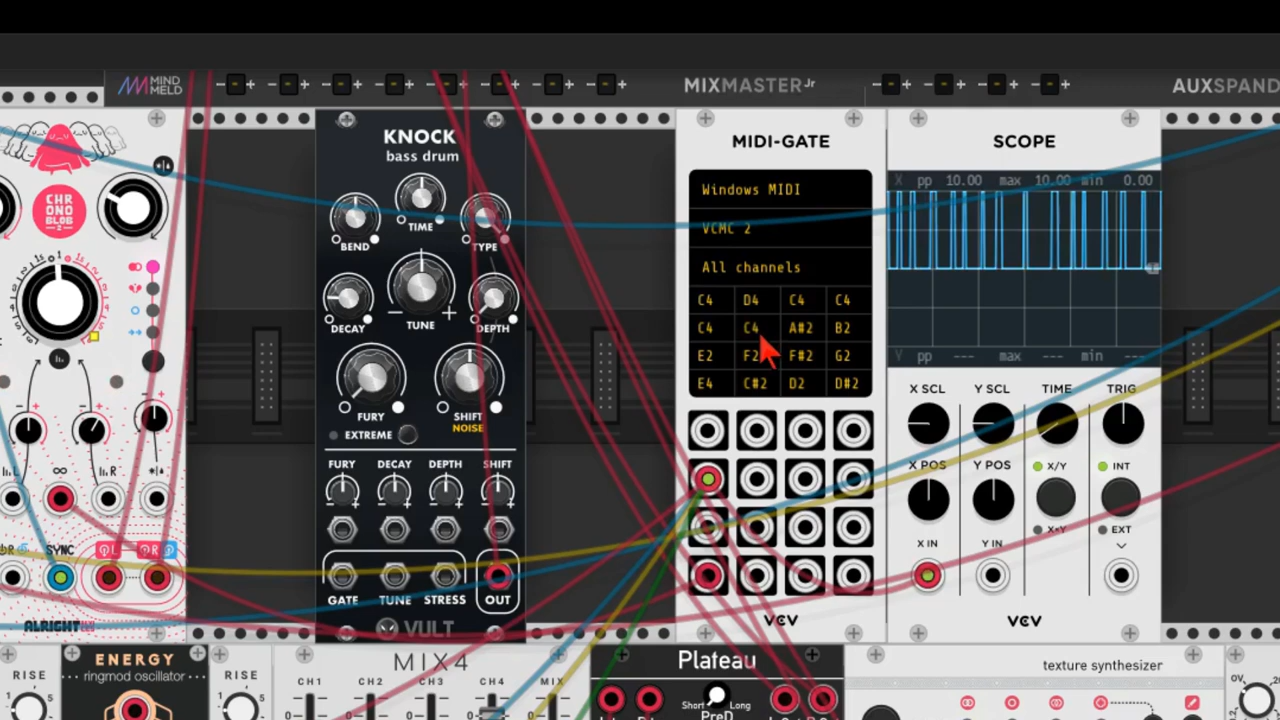 MIND MELD
MIXMASTER Jr
AUXSPAND
KNOCK
bass drum
BEND
TIME
TYPE
DECAY
TUNE
DEPTH
FURY
SHIFT
NOISE
EXTREME
FURY DECAY DEPTH SHIFT
GATE TUNE STRESS OUT
VULT
CHRONOBLOB 2
SYNC
L R
ALRIGHT
MIDI-GATE
Windows MIDI
VCMC 2
All channels
C4 D4 C4 C4
C4 C4 A#2 B2
E2 F2 F#2 G2
E4 C#2 D2 D#2
VCV
SCOPE
X pp 10.00 max 10.00 min 0.00
Y pp --- max --- min ---
X SCL Y SCL TIME TRIG
X POS Y POS X/Y INT
X×Y EXT
X IN Y IN
VCV
RISE
ENERGY
ringmod oscillator
RISE
MIX4
CH1 CH2 CH3 CH4 MIX
Plateau
Short Long
PreD
texture synthesizer
0V